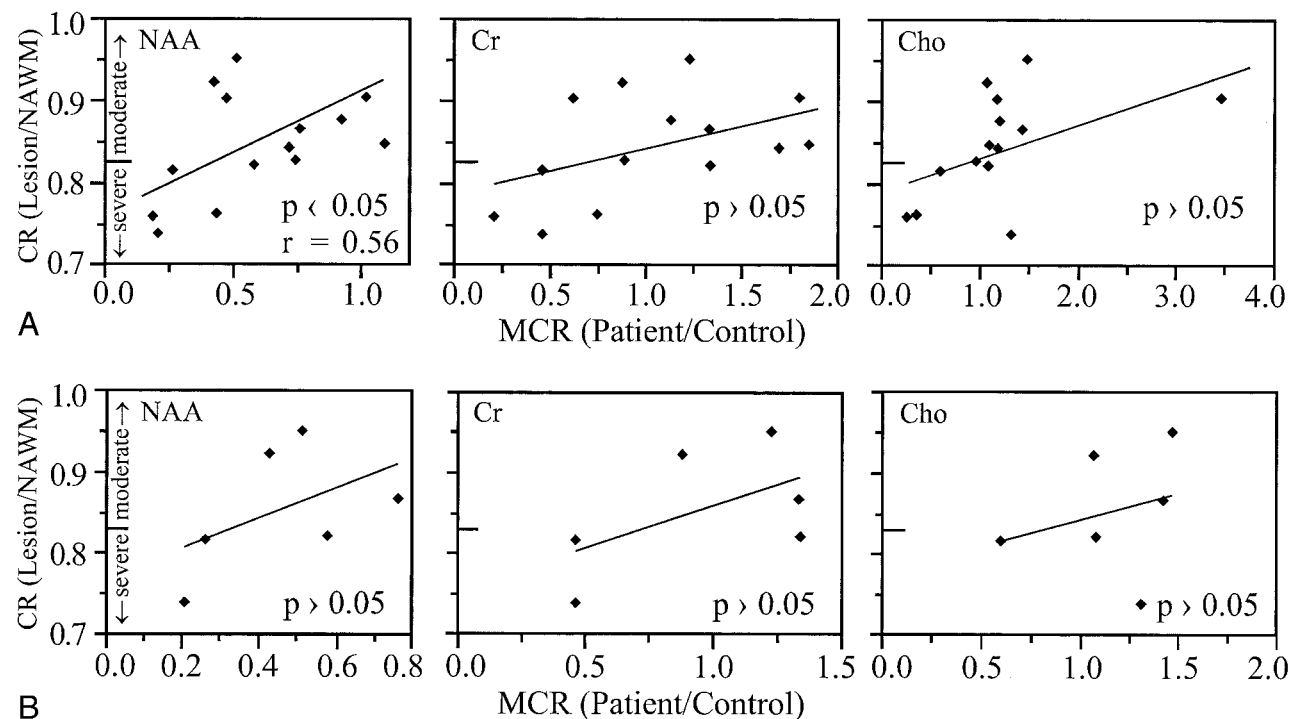 CR (Lesion/NAWM)
←severe moderate→
1.0
0.9
0.8
0.7
NAA
p < 0.05
r = 0.56
0.0 0.5 1.0
Cr
p > 0.05
0.0 0.5 1.0 1.5 2.0
Cho
p > 0.05
0.0 1.0 2.0 3.0 4.0
A
MCR (Patient/Control)
CR (Lesion/NAWM)
←severe moderate→
1.0
0.9
0.8
0.7
NAA
p > 0.05
0.0 0.2 0.4 0.6 0.8
Cr
p > 0.05
0.0 0.5 1.0 1.5
Cho
p > 0.05
0.0 0.5 1.0 1.5 2.0
B
MCR (Patient/Control)